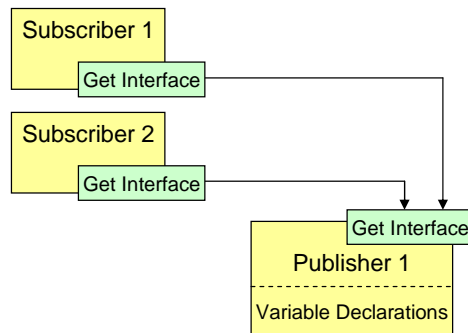 Subscriber 1
Get Interface
Subscriber 2
Get Interface
Get Interface
Publisher 1
Variable Declarations